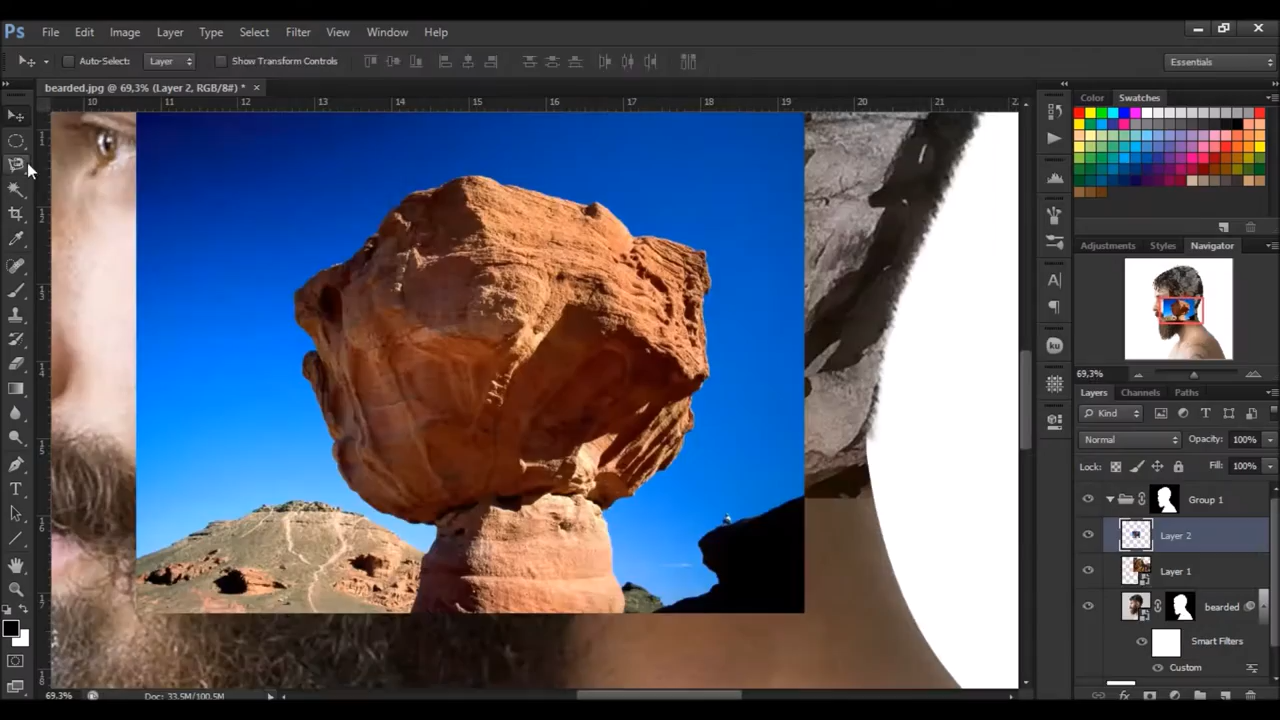 Ps File Edit Image Layer Type Select Filter View Window Help
Auto-Select: Layer Show Transform Controls Essentials
bearded.jpg @ 69,3% (Layer 2, RGB/8#) * ×
10 11 12 13 14 15 16 17 18 19 20 21
Color Swatches
Adjustments Styles Navigator
69,3%
Layers Channels Paths
Kind
Normal Opacity: 100%
Lock: Fill: 100%
Group 1
Layer 2
Layer 1
bearded
Smart Filters
Custom
69.3% Doc: 33.5M/100.5M